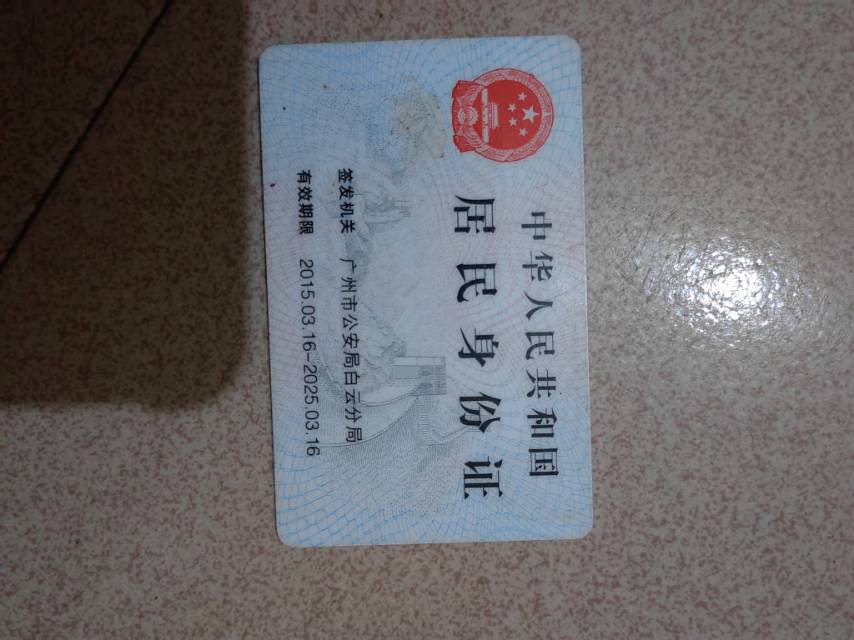 中华人民共和国
居民身份证
签发机关 广州市公安局白云分局
有效期限 2015.03.16-2025.03.16